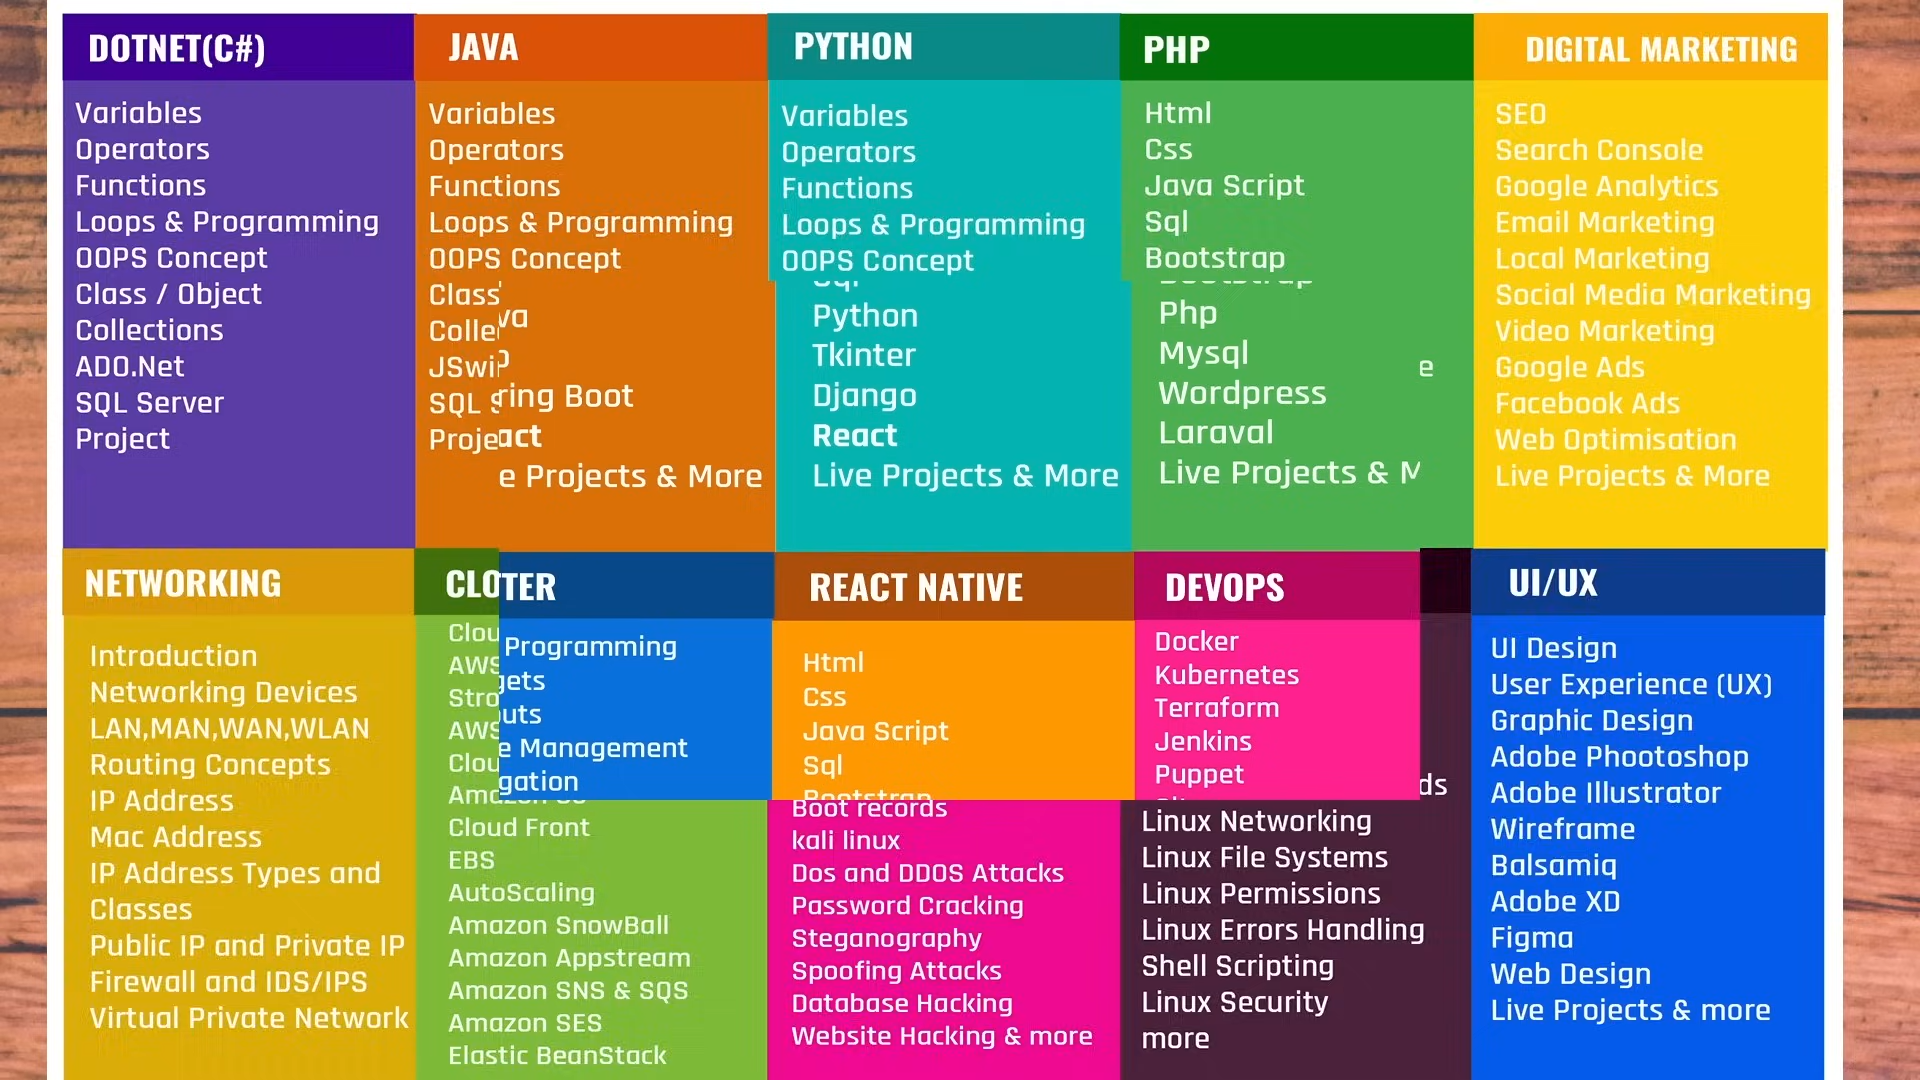 DOTNET(C#)
Variables
Operators
Functions
Loops & Programming
OOPS Concept
Class / Object
Collections
ADO.Net
SQL Server
Project
JAVA
Variables
Operators
Functions
Loops & Programming
OOPS Concept
Class
Boot
Projects & More
PYTHON
Variables
Operators
Functions
Loops & Programming
OOPS Concept
Python
Tkinter
Django
React
Live Projects & More
PHP
Html
Css
Java Script
Sql
Bootstrap
Php
Mysql
Wordpress
Laravel
Live Projects &
DIGITAL MARKETING
SEO
Search Console
Google Analytics
Email Marketing
Local Marketing
Social Media Marketing
Video Marketing
Google Ads
Facebook Ads
Web Optimisation
Live Projects & More
NETWORKING
Introduction
Networking Devices
LAN,MAN,WAN,WLAN
Routing Concepts
IP Address
Mac Address
IP Address Types and
Classes
Public IP and Private IP
Firewall and IDS/IPS
Virtual Private Network
AWS
AWS
Cloud Front
EBS
AutoScaling
Amazon SnowBall
Amazon Appstream
Amazon SNS & SQS
Amazon SES
Elastic BeanStack
Programming
Management
REACT NATIVE
Html
Css
Java Script
Sql
Bootstrap
Boot records
kali linux
Dos and DDOS Attacks
Password Cracking
Steganography
Spoofing Attacks
Database Hacking
Website Hacking & more
DEVOPS
Docker
Kubernetes
Terraform
Jenkins
Puppet
Linux Networking
Linux File Systems
Linux Permissions
Linux Errors Handling
Shell Scripting
Linux Security
more
UI/UX
UI Design
User Experience (UX)
Graphic Design
Adobe Phootoshop
Adobe Illustrator
Wireframe
Balsamiq
Adobe XD
Figma
Web Design
Live Projects & more